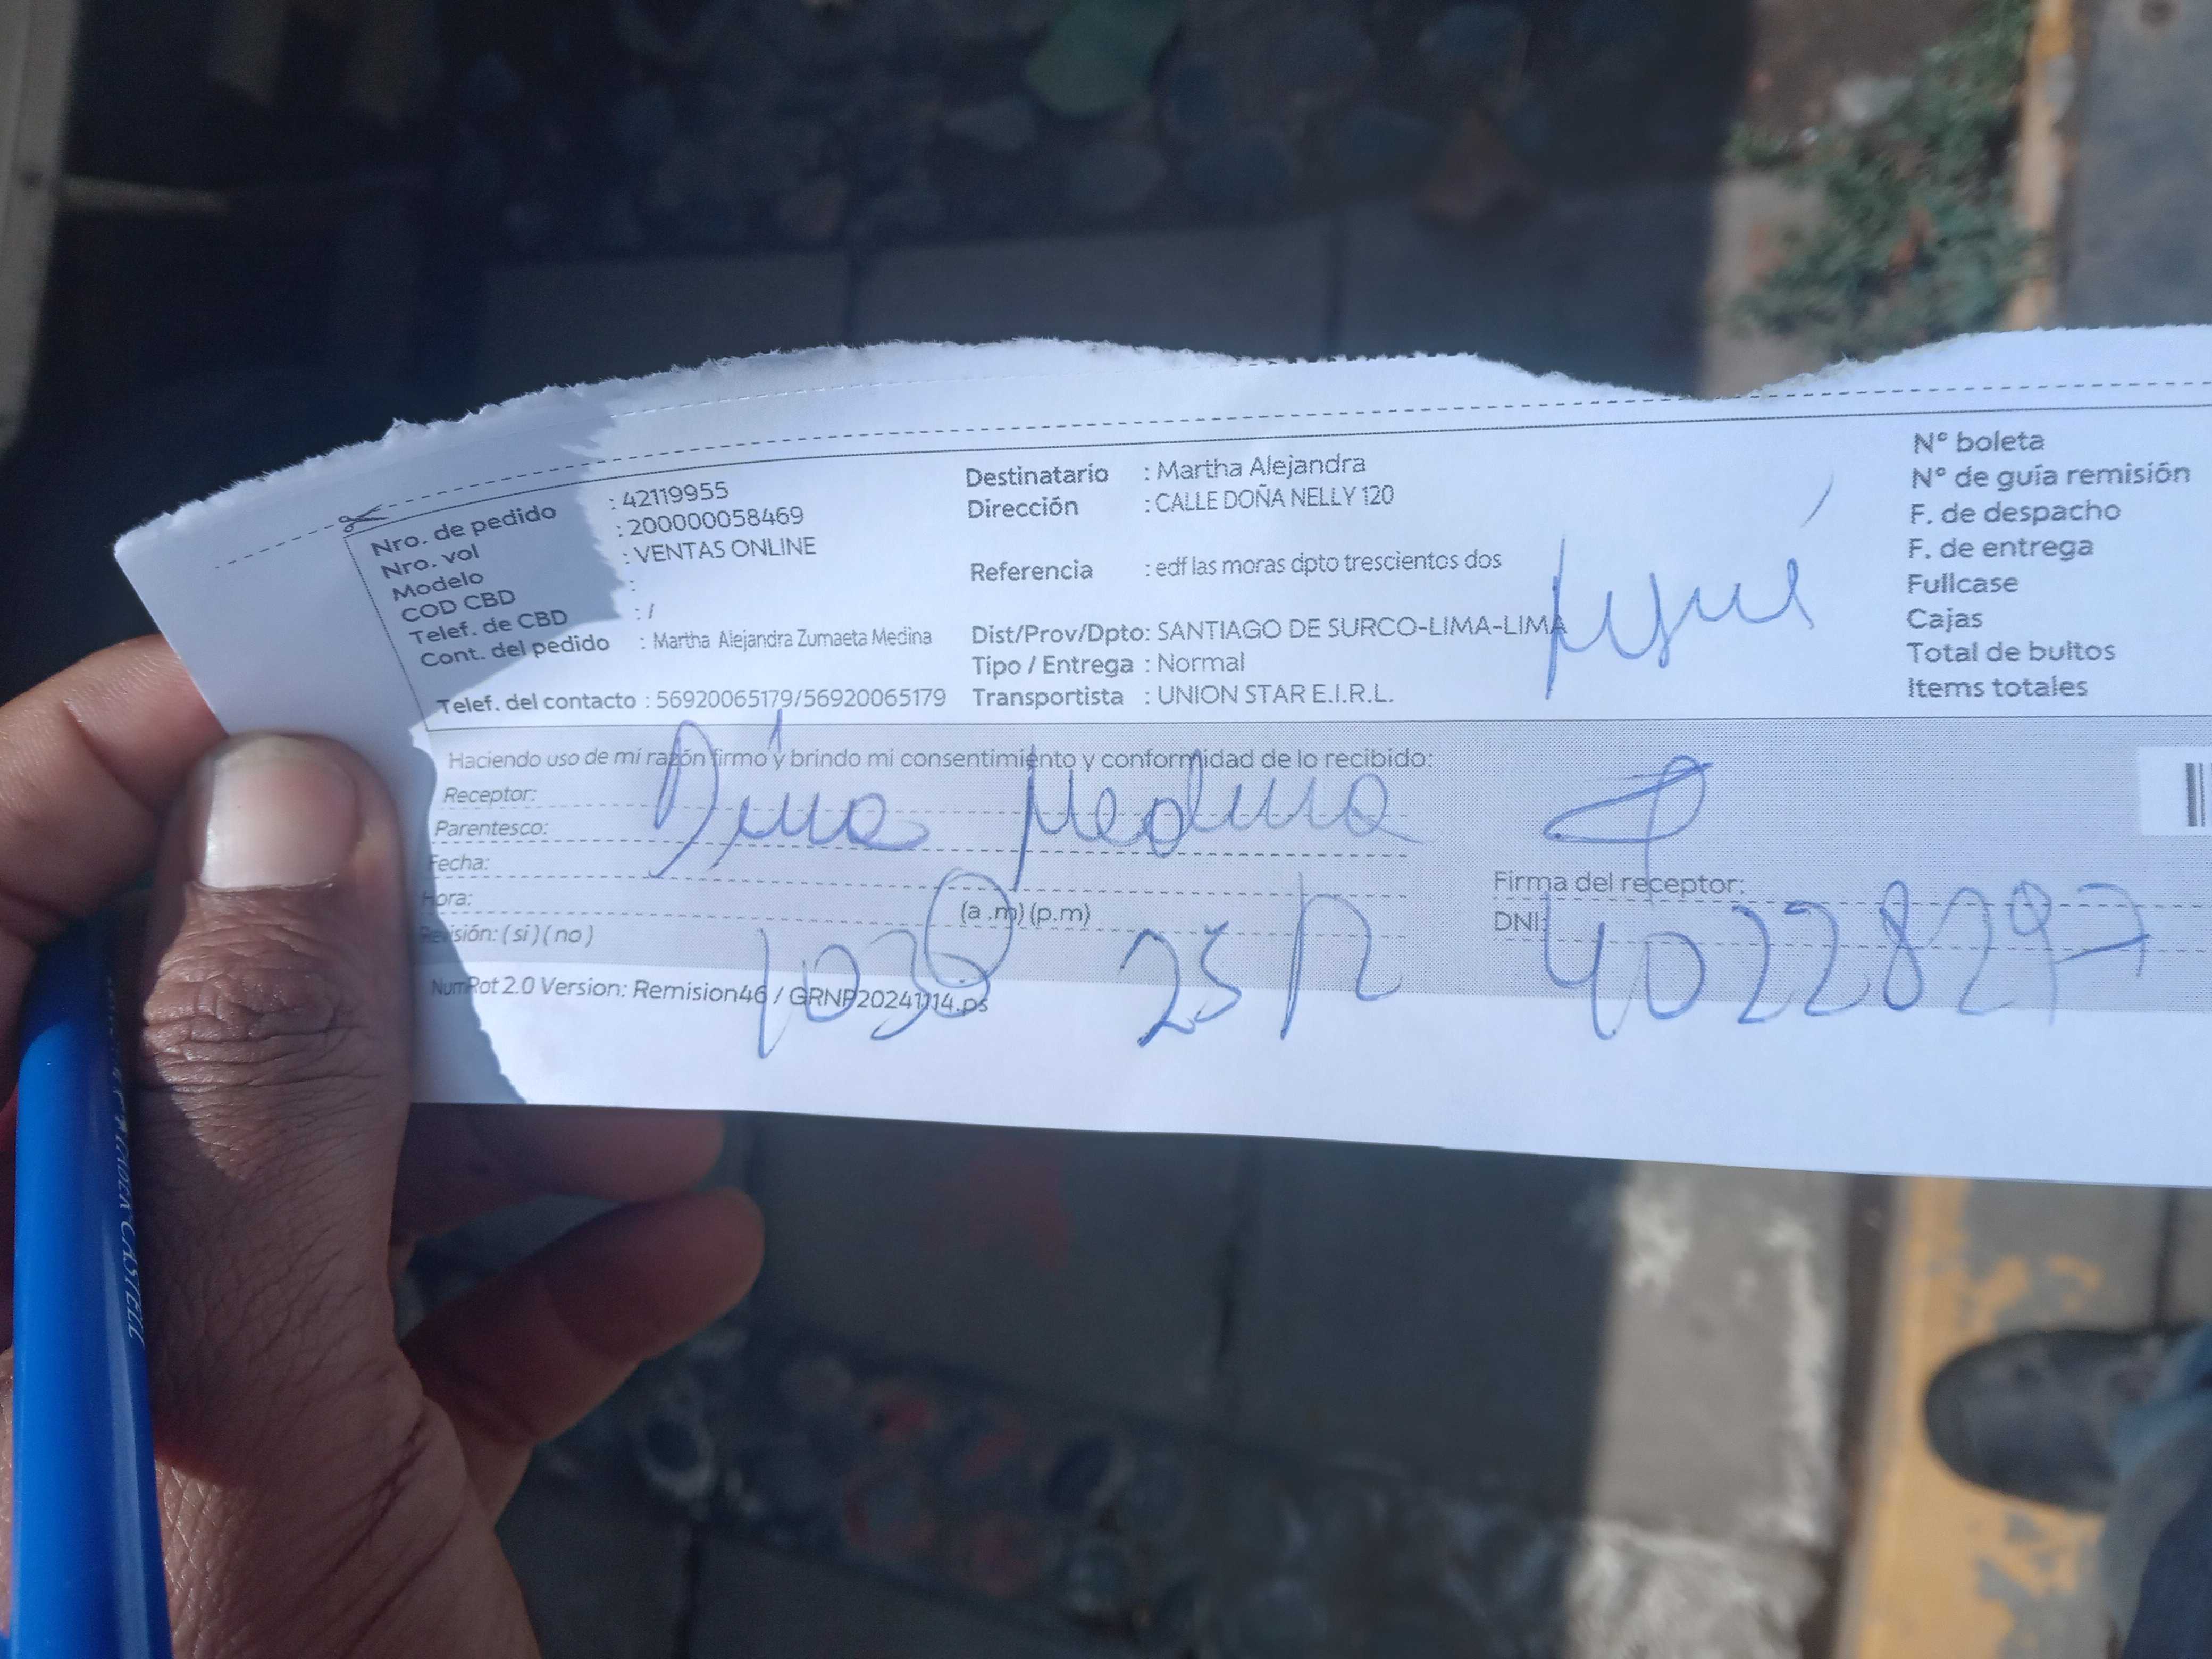 Nro. de pedido : 42119955
Nro. vol : 200000058469
Modelo : VENTAS ONLINE
COD CBD :
Telef. de CBD : /
Cont. del pedido : Martha Alejandra Zumaeta Medina
Telef. del contacto : 56920065179/56920065179
Destinatario : Martha Alejandra
Dirección : CALLE DOÑA NELLY 120
Referencia : edf las moras dpto trescientos dos
Dist/Prov/Dpto: SANTIAGO DE SURCO-LIMA-LIMA
Tipo / Entrega : Normal
Transportista : UNION STAR E.I.R.L.
N° boleta
N° de guía remisión
F. de despacho
F. de entrega
Fullcase
Cajas
Total de bultos
Items totales
Haciendo uso de mi razón firmo y brindo mi consentimiento y conformidad de lo recibido:
Receptor:
Parentesco:
Dina Medina
Fecha:
Hora: (a .m) (p.m)
Revisión: ( si ) ( no )
Firma del receptor:
DNI: 40228297
1030 25/12
NumRot 2.0 Version: Remision46 / GRNP20241114.ps
FABER-CASTELL